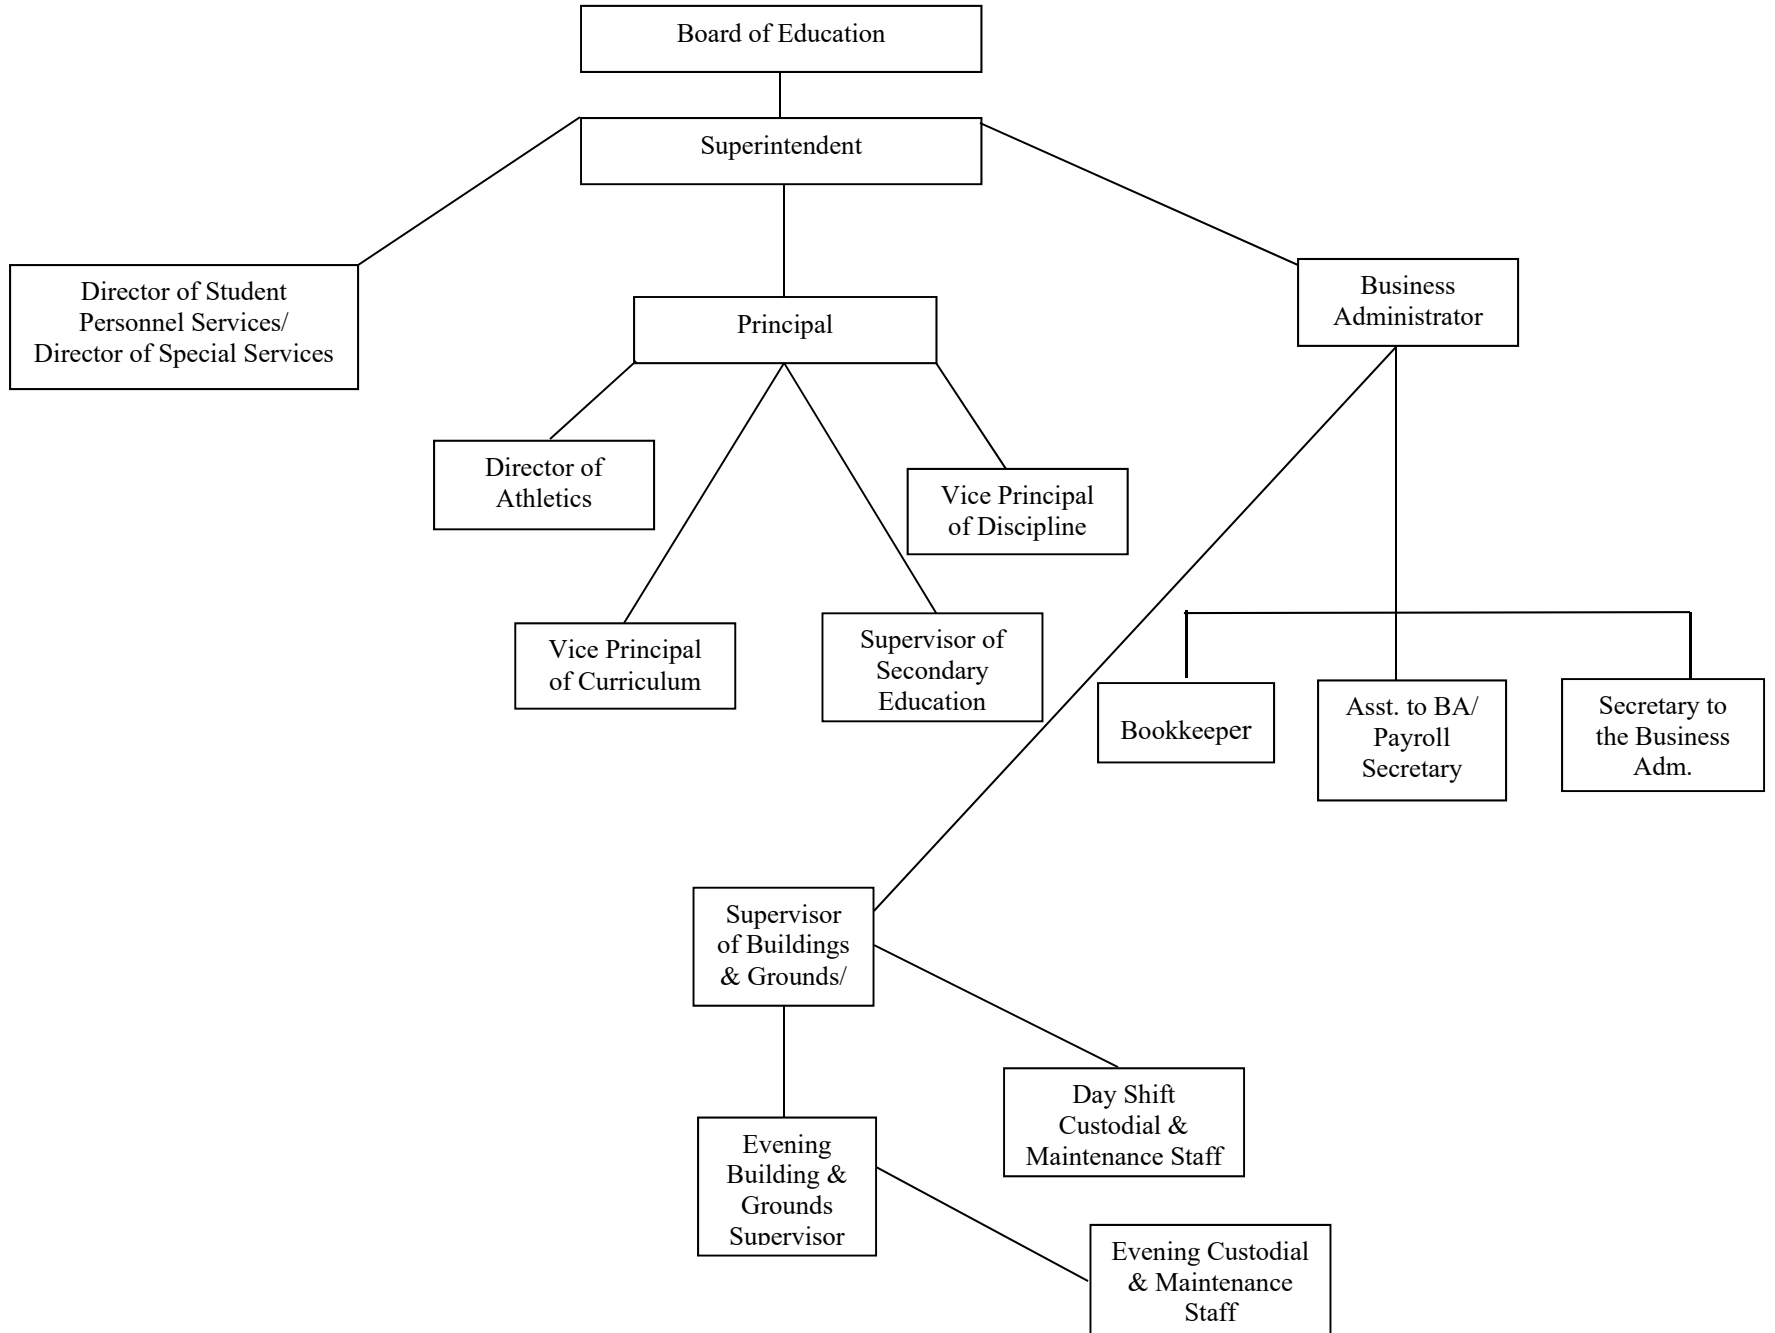 Board of Education
Superintendent
Director of Student
Personnel Services/
Director of Special Services
Principal
Business
Administrator
Director of
Athletics
Vice Principal
of Discipline
Vice Principal
of Curriculum
Supervisor of
Secondary
Education
Bookkeeper
Asst. to BA/
Payroll
Secretary
Secretary to
the Business
Adm.
Supervisor
of Buildings
& Grounds/
Day Shift
Custodial &
Maintenance Staff
Evening
Building &
Grounds
Supervisor
Evening Custodial
& Maintenance
Staff